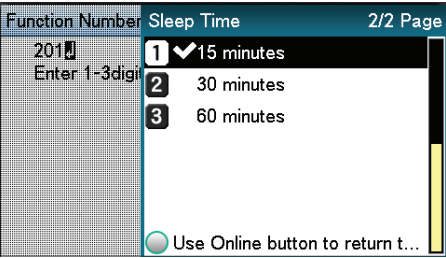 Function Number
201
Enter 1-3digi
Sleep Time 2/2 Page
1 15 minutes
2 30 minutes
3 60 minutes
Use Online button to return t...